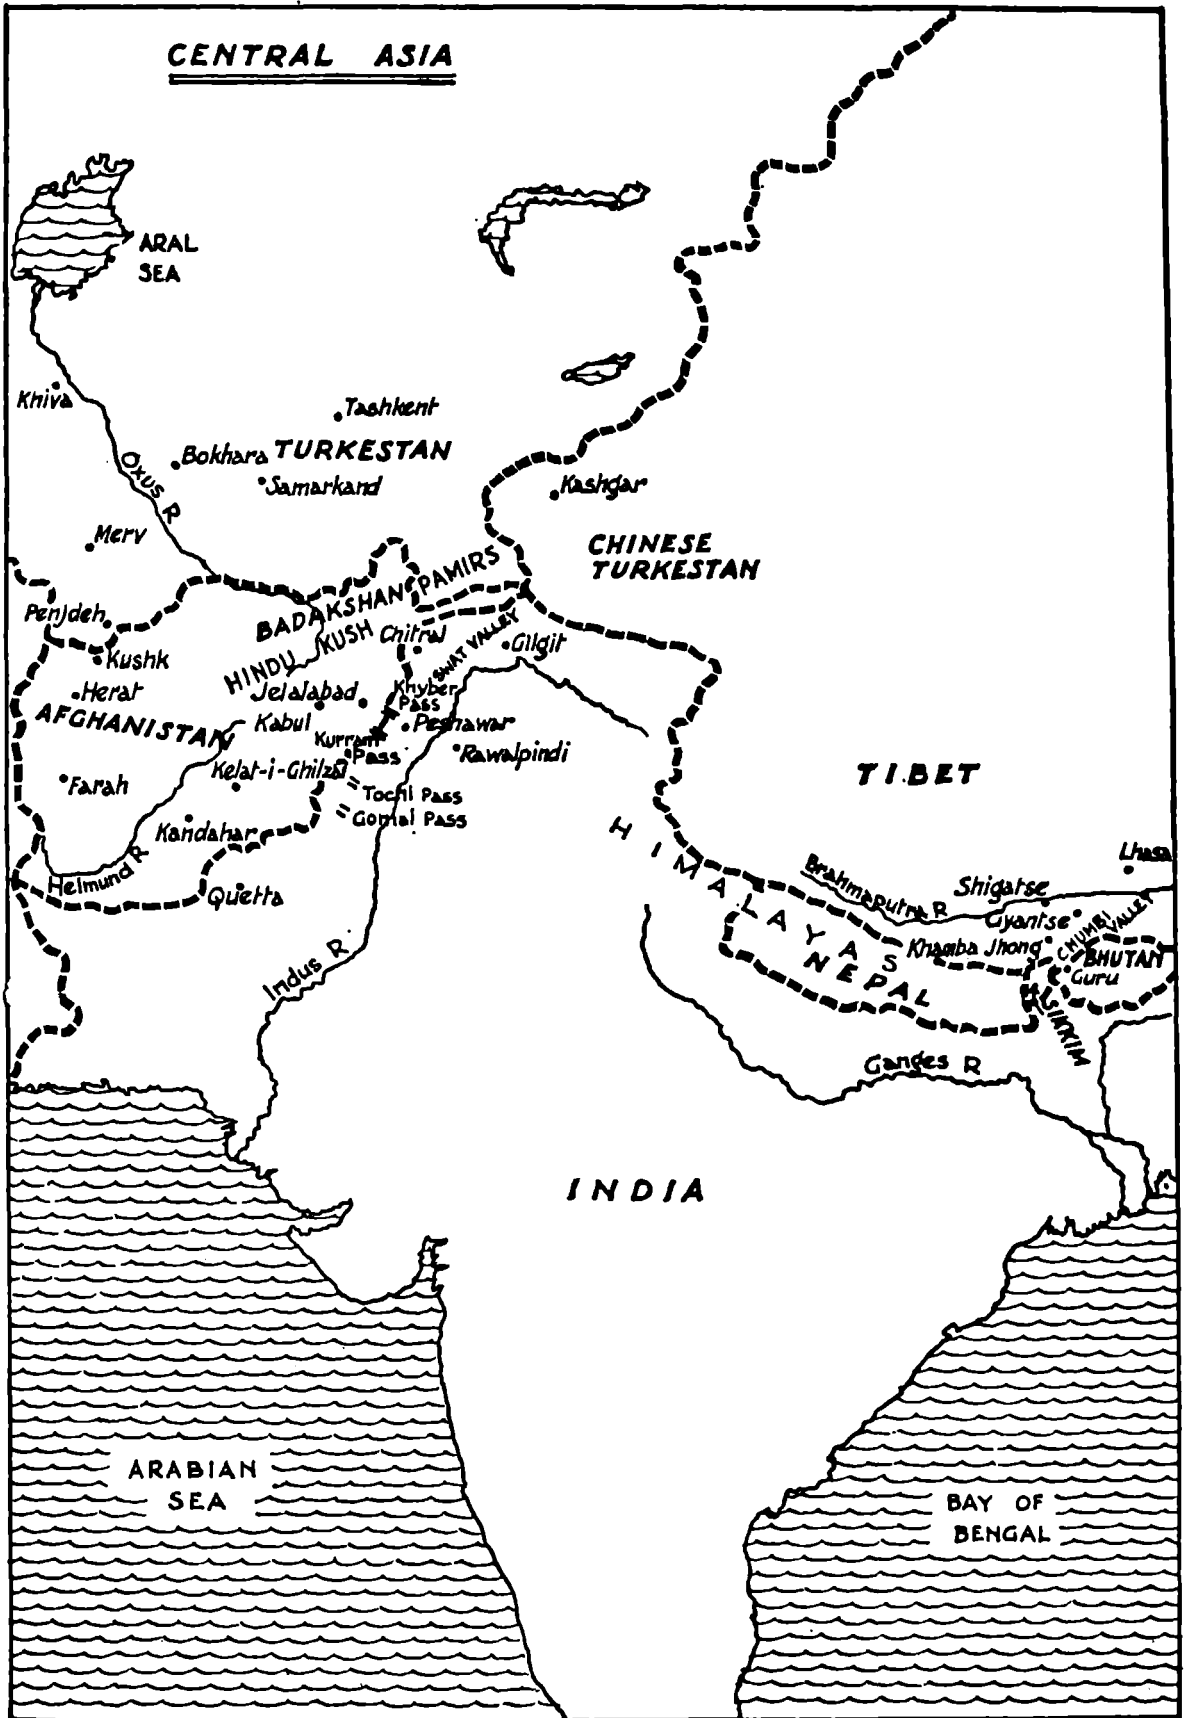 CENTRAL ASIA
ARAL
SEA
Khiva
Tashkent
Bokhara
TURKESTAN
Oxus R
Samarkand
Kashgar
Merv
CHINESE
TURKESTAN
PAMIRS
BADAKSHAN
Penjdeh
Chitral
SWAT VALLEY
Gilgit
HINDU KUSH
Kushk
Herat
Jelalabad
Khyber
Pass
AFGHANISTAN
Kabul
Peshawar
Kurram
Pass
Rawalpindi
Farah
Kelat-i-Ghilzai
Tochi Pass
Gomal Pass
TIBET
Kandahar
HIMALAYAS
Helmund R
Quetta
Lhasa
Brahmaputra R
Shigatse
Gyantse
CHUMBI
VALLEY
Khamba Jhong
BHUTAN
Guru
NEPAL
Indus R
SIKKIM
Ganges R
INDIA
ARABIAN
SEA
BAY OF
BENGAL